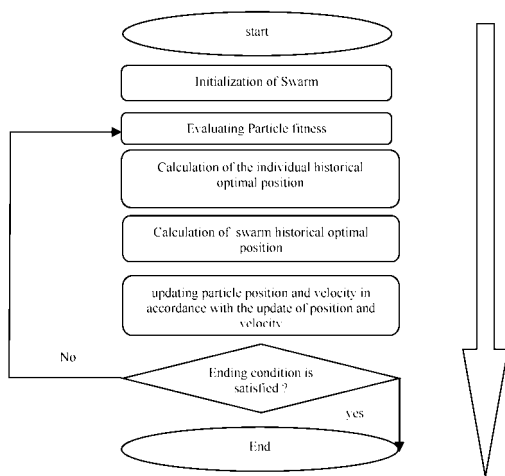 start
Initialization of Swarm
Evaluating Particle fitness
Calculation of the individual historical
optimal position
Calculation of swarm historical optimal
position
updating particle position and velocity in
accordance with the update of position and
velocity
No
Ending condition is
satisfied ?
yes
End